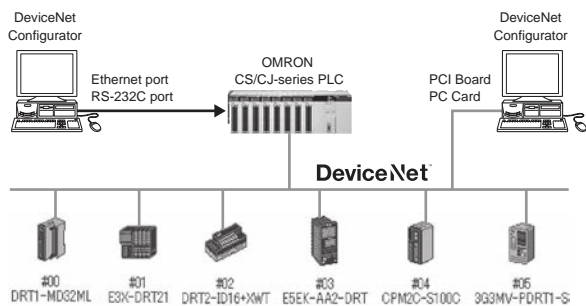 DeviceNet
Configurator
DeviceNet
Configurator
OMRON
CS/CJ-series PLC
Ethernet port
RS-232C port
PCI Board
PC Card
DeviceNet™
#00
DRT1-MD32ML
#01
E3X-DRT21
#02
DRT2-ID16+XWT
#03
E5EK-AA2-DRT
#04
CPM2C-S100C
#05
3G3MV-PDRT1-S